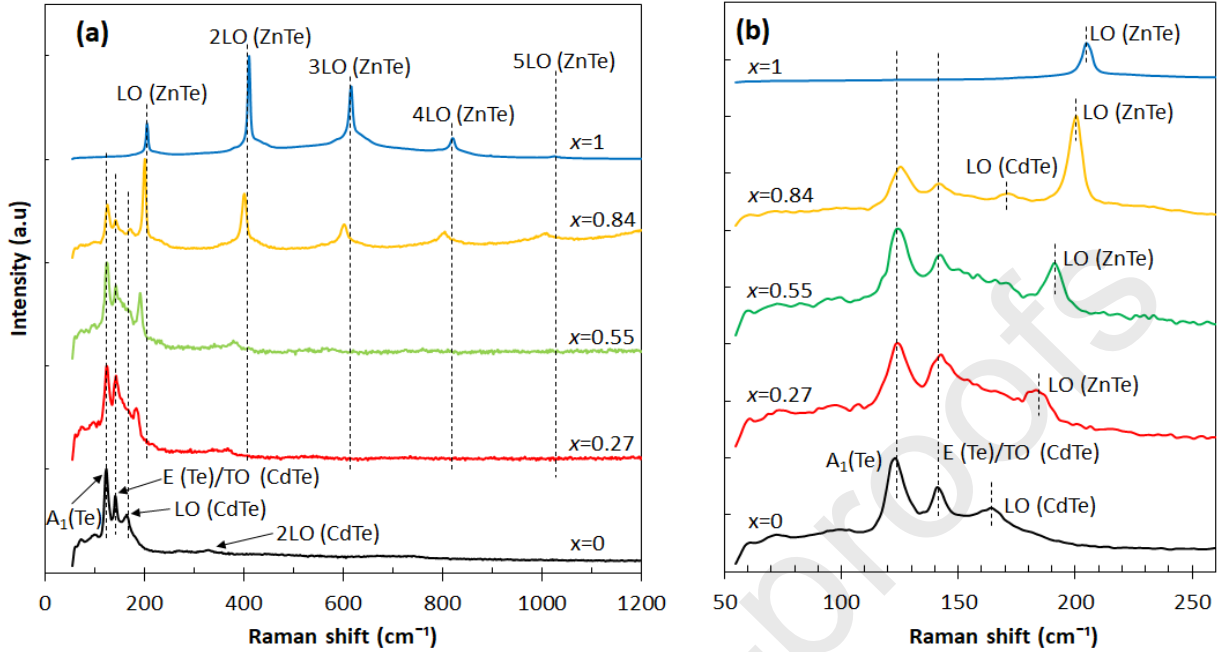 (a)
2LO (ZnTe)
3LO (ZnTe)
5LO (ZnTe)
LO (ZnTe)
4LO (ZnTe)
x=1
x=0.84
x=0.55
x=0.27
E (Te)/TO (CdTe)
A₁(Te)
LO (CdTe)
2LO (CdTe)
x=0
Intensity (a.u)
0 200 400 600 800 1000 1200
Raman shift (cm⁻¹)
(b)
LO (ZnTe)
x=1
LO (ZnTe)
LO (CdTe)
x=0.84
LO (ZnTe)
x=0.55
LO (ZnTe)
x=0.27
A₁(Te)
E (Te)/TO (CdTe)
LO (CdTe)
x=0
50 100 150 200 250
Raman shift (cm⁻¹)
proofs